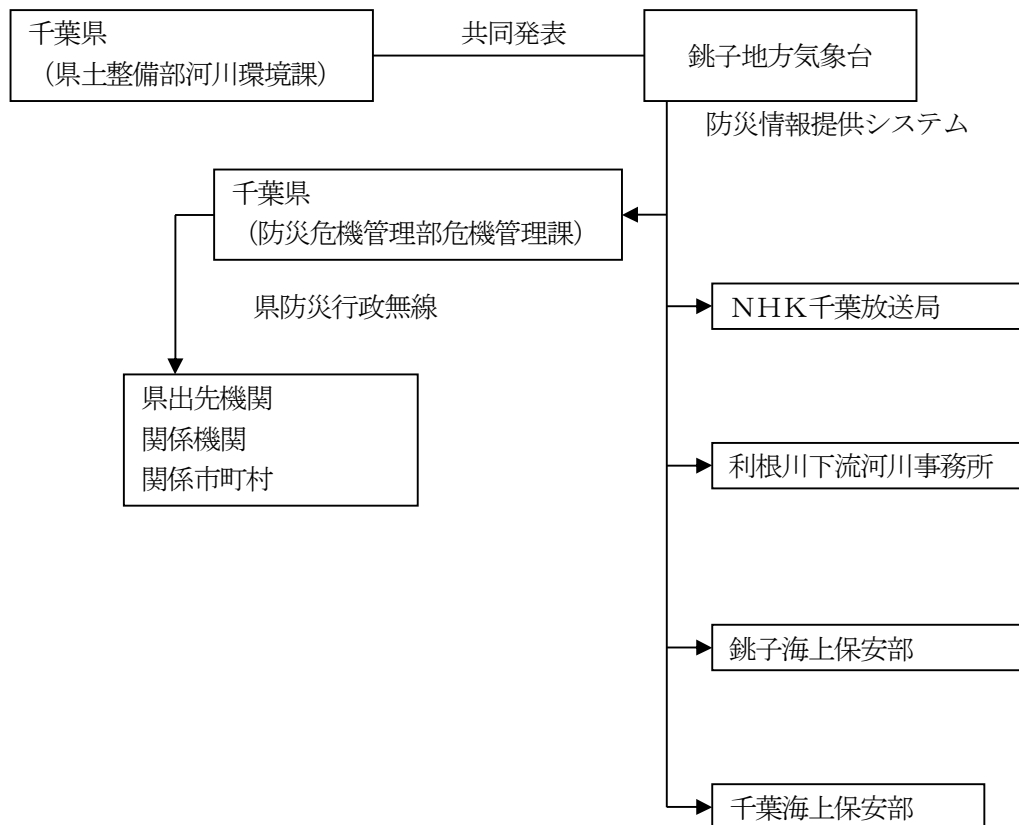 千葉県
（県土整備部河川環境課）
共同発表
銚子地方気象台
防災情報提供システム
千葉県
（防災危機管理部危機管理課）
県防災行政無線
ＮＨＫ千葉放送局
県出先機関
関係機関
関係市町村
利根川下流河川事務所
銚子海上保安部
千葉海上保安部